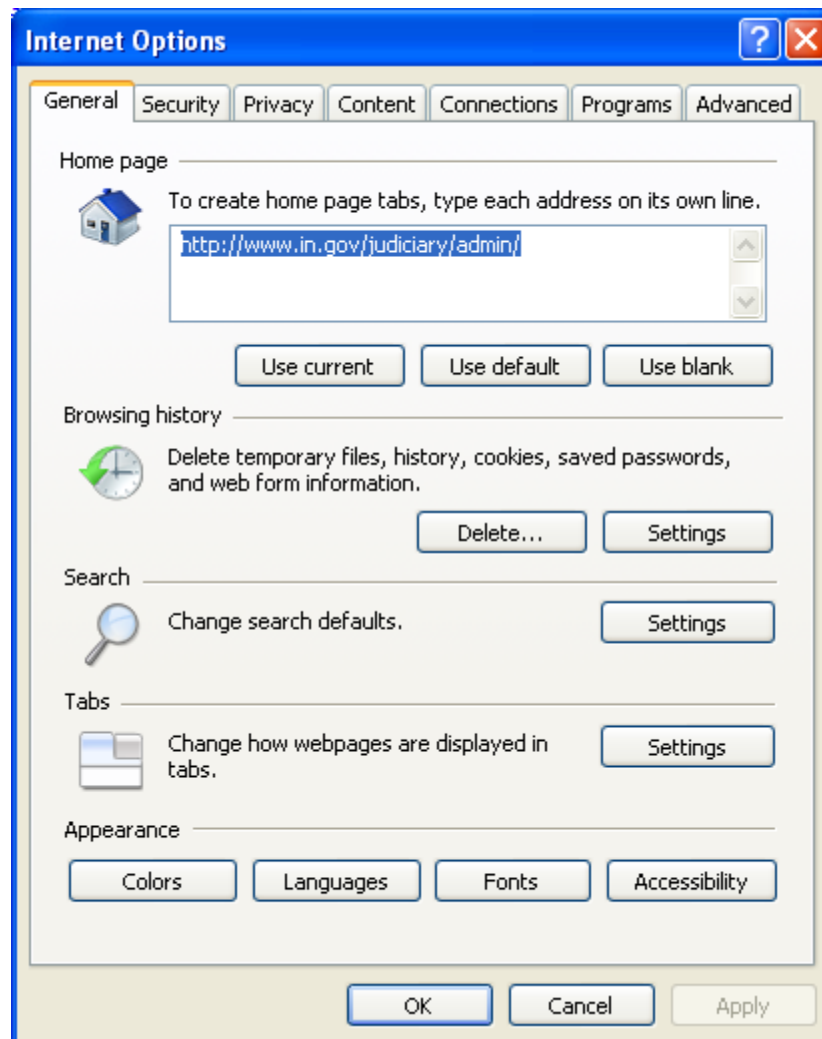 Internet Options
General Security Privacy Content Connections Programs Advanced
Home page
To create home page tabs, type each address on its own line.
http://www.in.gov/judiciary/admin/
Use current Use default Use blank
Browsing history
Delete temporary files, history, cookies, saved passwords,
and web form information.
Delete... Settings
Search
Change search defaults. Settings
Tabs
Change how webpages are displayed in
tabs.
Settings
Appearance
Colors Languages Fonts Accessibility
OK Cancel Apply